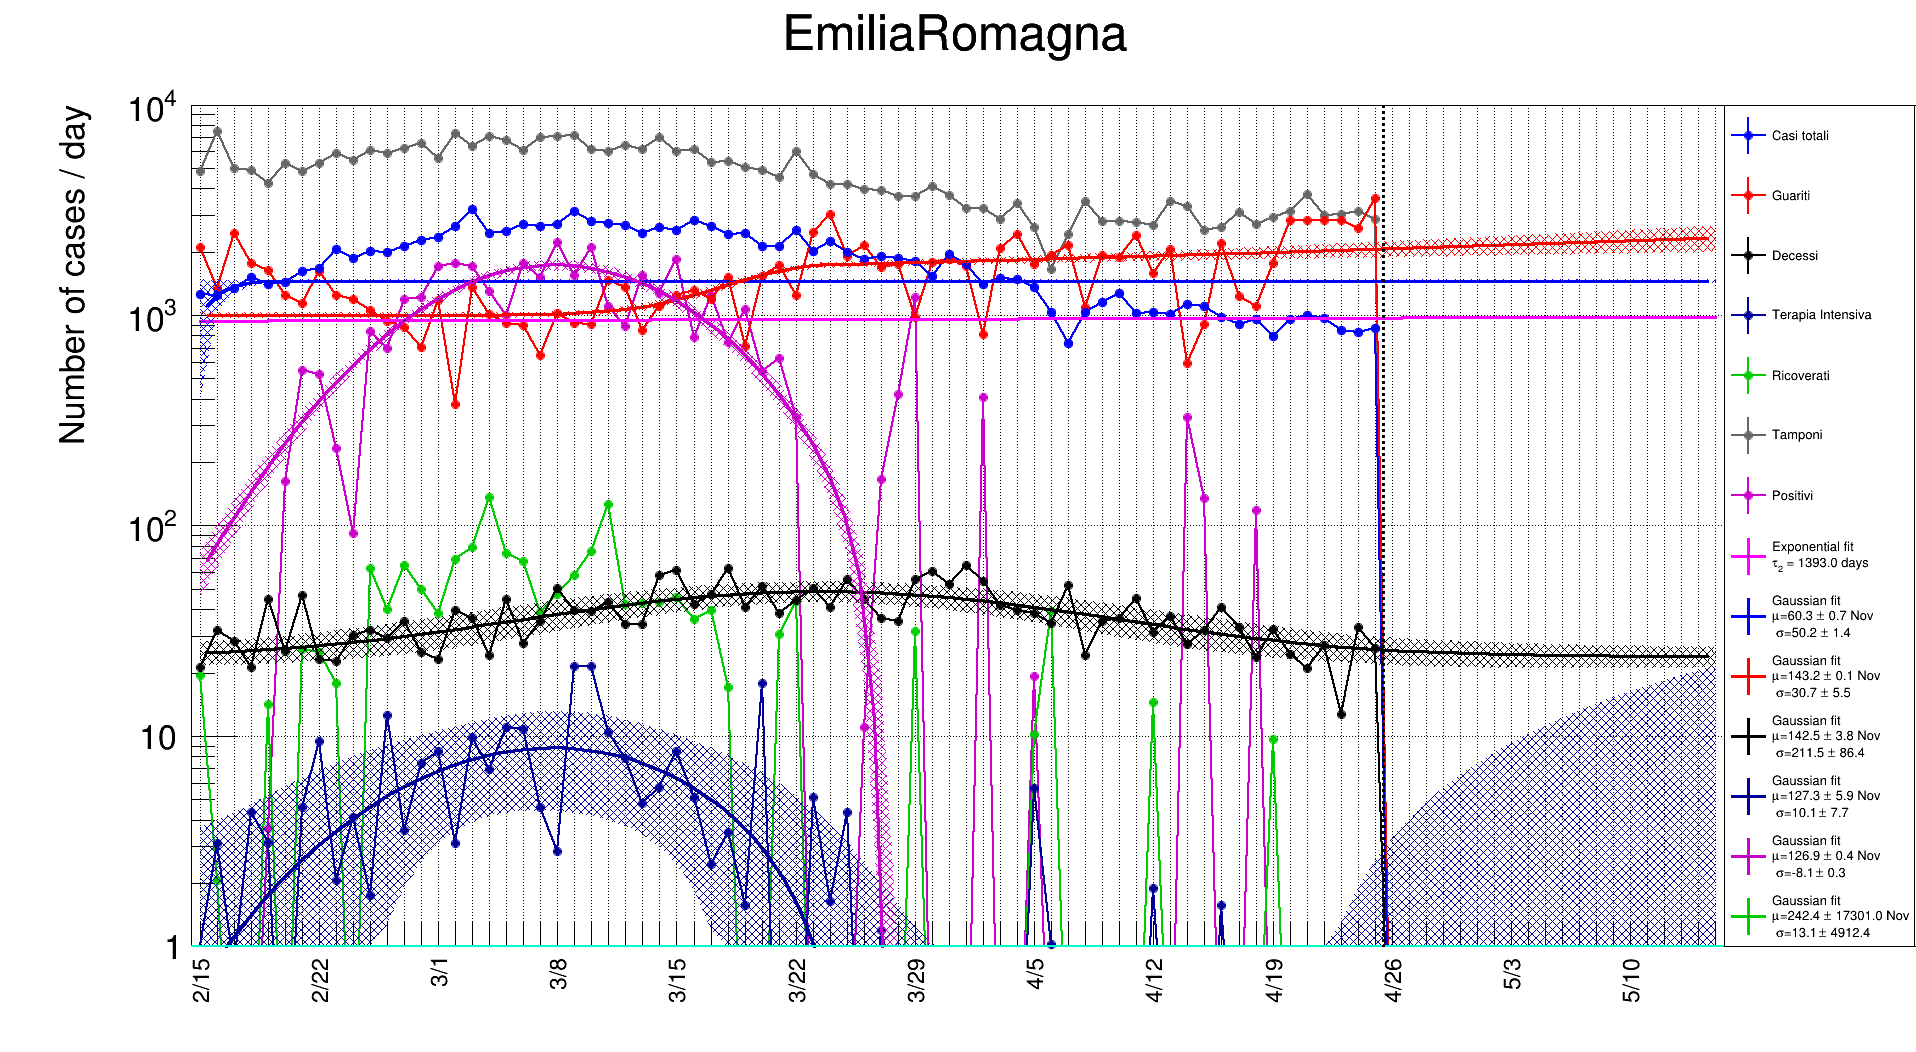 EmiliaRomagna
Number of cases / day
10^4
10^3
10^2
10
1
2/15
2/22
3/1
3/8
3/15
3/22
3/29
4/5
4/12
4/19
4/26
5/3
5/10
Casi totali
Guariti
Decessi
Terapia Intensiva
Ricoverati
Tamponi
Positivi
Exponential fit
τ₂ = 1393.0 days
Gaussian fit
μ=60.3 ± 0.7 Nov
σ=50.2 ± 1.4
Gaussian fit
μ=143.2 ± 0.1 Nov
σ=30.7 ± 5.5
Gaussian fit
μ=142.5 ± 3.8 Nov
σ=211.5 ± 86.4
Gaussian fit
μ=127.3 ± 5.9 Nov
σ=10.1 ± 7.7
Gaussian fit
μ=126.9 ± 0.4 Nov
σ=-8.1 ± 0.3
Gaussian fit
μ=242.4 ± 17301.0 Nov
σ=13.1 ± 4912.4